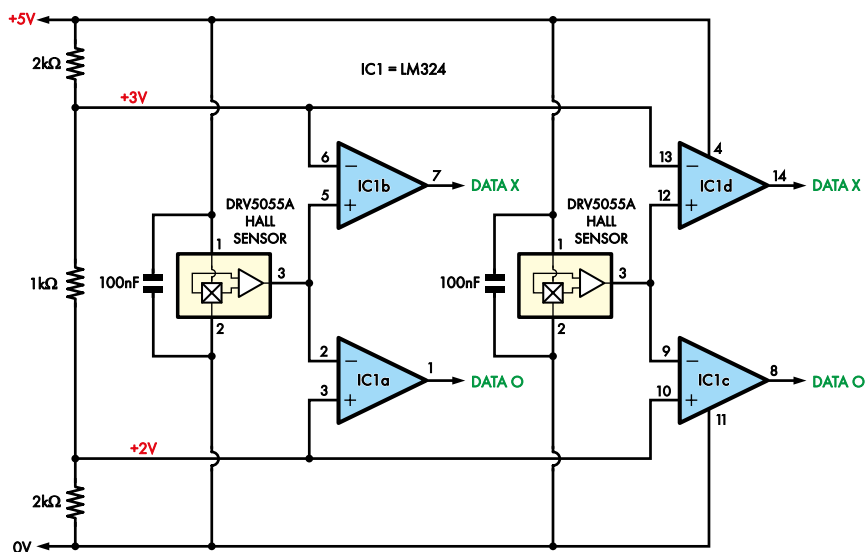 +5V
2kΩ
IC1 = LM324
+3V
6
5
IC1b
7
DATA X
13
12
IC1d
4
14
DATA X
DRV5055A
HALL
SENSOR
DRV5055A
HALL
SENSOR
1kΩ
100nF
1
3
2
100nF
1
3
2
2
3
IC1a
1
DATA O
9
10
IC1c
8
11
DATA O
+2V
2kΩ
0V